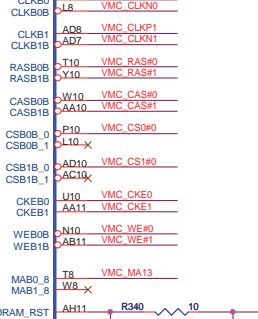 CLKB0
CLKB0B L8 VMC_CLKN0
CLKB1 AD8 VMC_CLKP1
CLKB1B AD7 VMC_CLKN1
RASB0B T10 VMC_RAS#0
RASB1B Y10 VMC_RAS#1
CASB0B W10 VMC_CAS#0
CASB1B AA10 VMC_CAS#1
CSB0B_0 P10 VMC_CS0#0
CSB0B_1 L10
CSB1B_0 AD10 VMC_CS1#0
CSB1B_1 AC10
CKEB0 U10 VMC_CKE0
CKEB1 AA11 VMC_CKE1
WEB0B N10 VMC_WE#0
WEB1B AB11 VMC_WE#1
MAB0_8 T8 VMC_MA13
MAB1_8 W8
RAM_RST AH11 R340 10